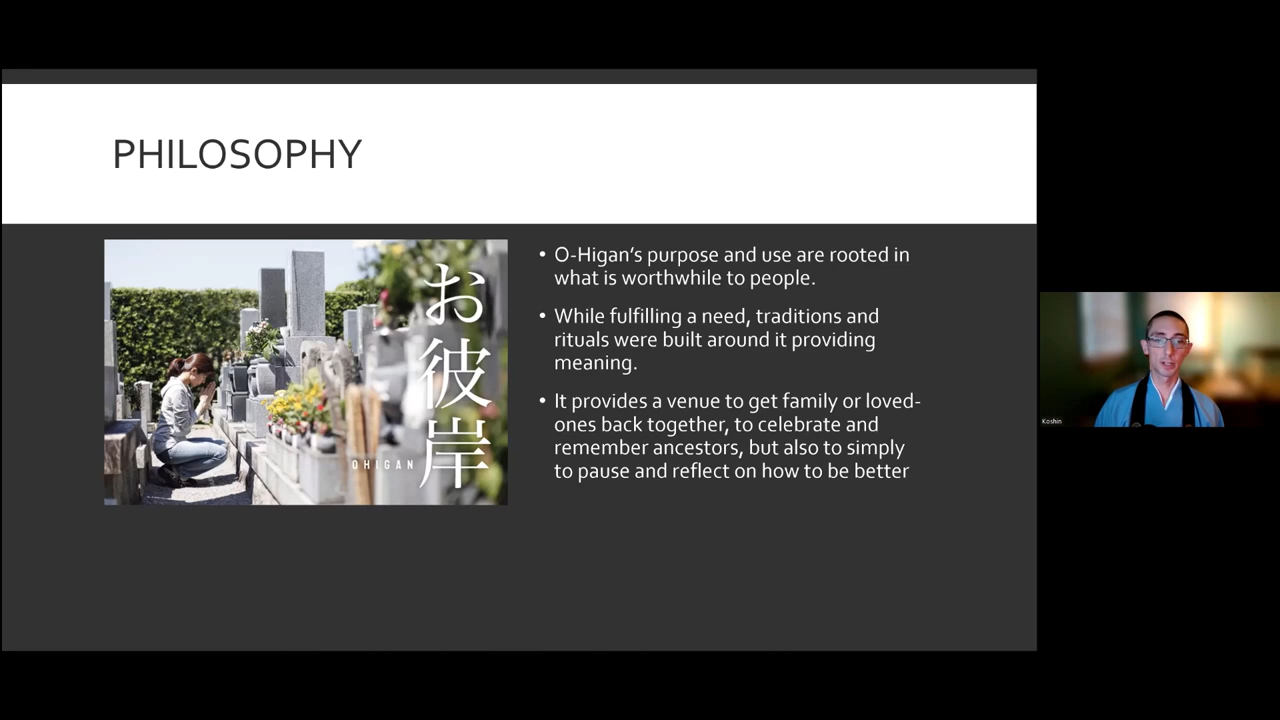 PHILOSOPHY
お彼岸
OHIGAN
• O-Higan’s purpose and use are rooted in
what is worthwhile to people.
• While fulfilling a need, traditions and
rituals were built around it providing
meaning.
• It provides a venue to get family or loved-
ones back together, to celebrate and
remember ancestors, but also to simply
to pause and reflect on how to be better
Koshin